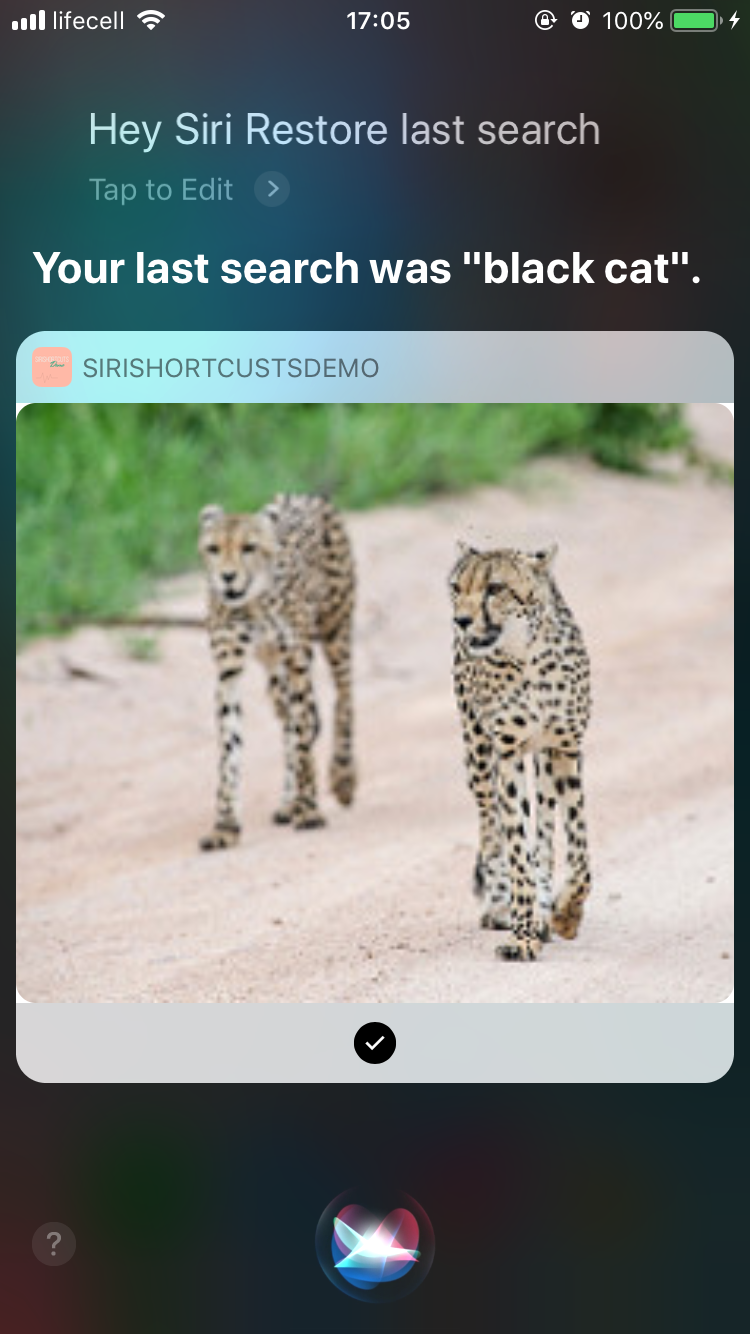 lifecell
17:05
100%
Hey Siri Restore last search
Tap to Edit
Your last search was "black cat".
SIRISHORTCUSTSDEMO
?